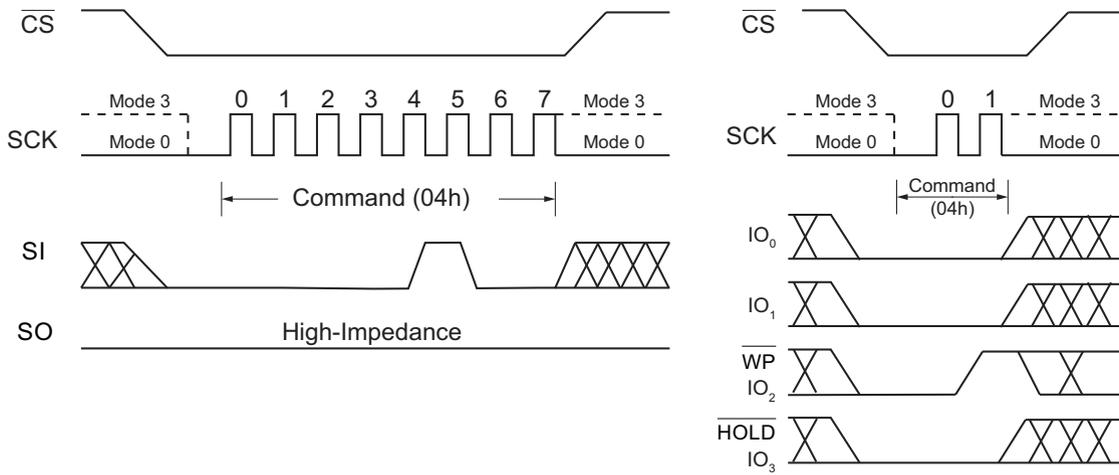 CS
Mode 3 0 1 2 3 4 5 6 7 Mode 3
SCK Mode 0 Mode 0
Command (04h)
SI
SO High-Impedance
CS
Mode 3 0 1 Mode 3
SCK Mode 0 Mode 0
Command
(04h)
IO0
IO1
WP
IO2
HOLD
IO3